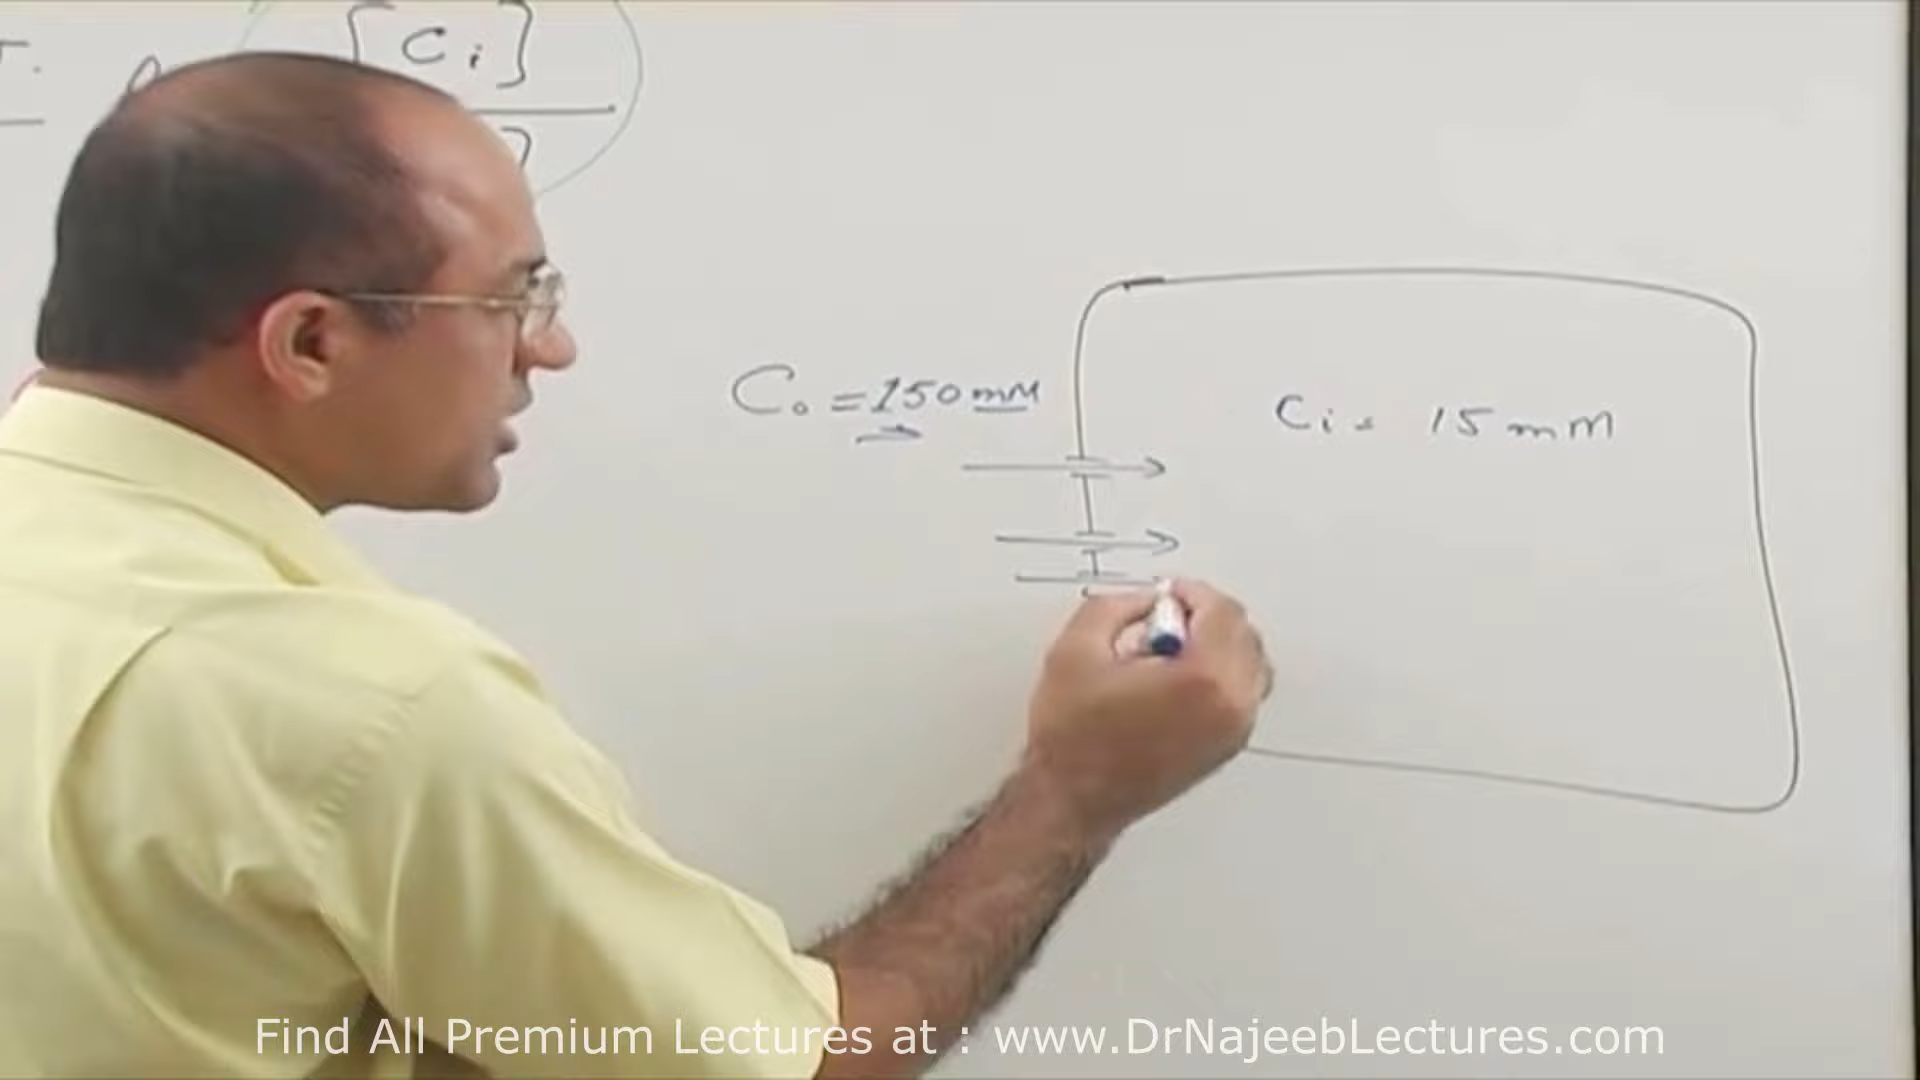 [Ci]
Co = 150 mM
Ci = 15 mM
Find All Premium Lectures at : www.DrNajeebLectures.com